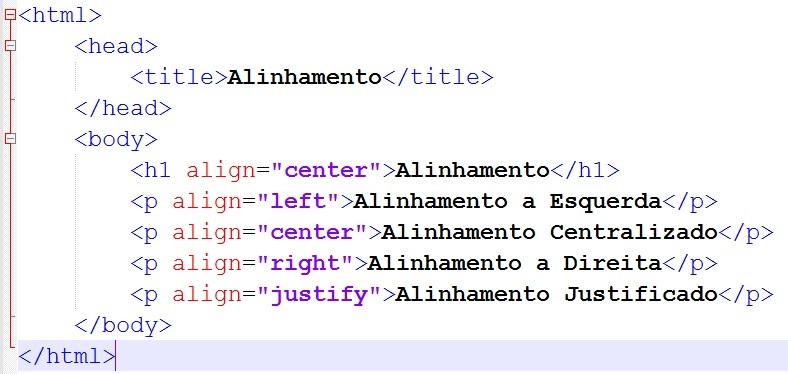 <html>
<head>
<title>Alinhamento</title>
</head>
<body>
<h1 align="center">Alinhamento</h1>
<p align="left">Alinhamento a Esquerda</p>
<p align="center">Alinhamento Centralizado</p>
<p align="right">Alinhamento a Direita</p>
<p align="justify">Alinhamento Justificado</p>
</body>
</html>